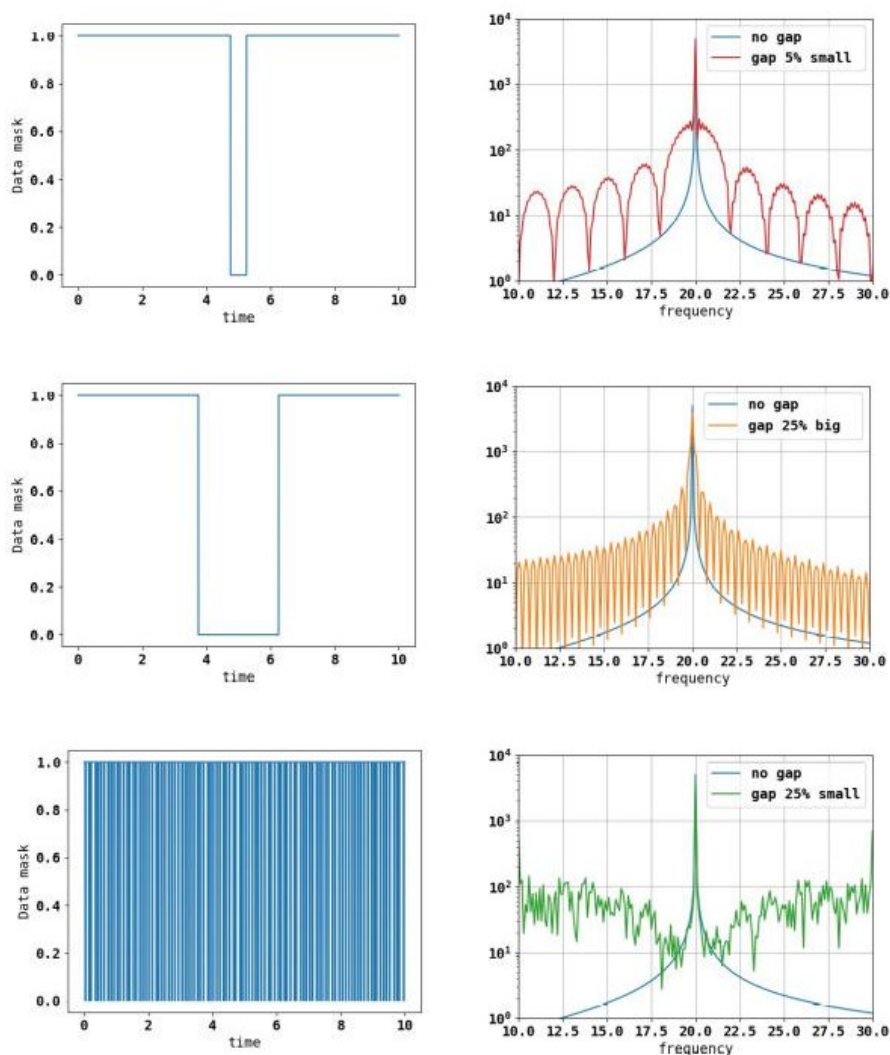 1.0
0.8
0.6
0.4
0.2
0.0
Data mask
0 2 4 6 8 10
time
10⁴
10³
10²
10¹
10⁰
no gap
gap 5% small
10.0 12.5 15.0 17.5 20.0 22.5 25.0 27.5 30.0
frequency
1.0
0.8
0.6
0.4
0.2
0.0
Data mask
0 2 4 6 8 10
time
10⁴
10³
10²
10¹
10⁰
no gap
gap 25% big
10.0 12.5 15.0 17.5 20.0 22.5 25.0 27.5 30.0
frequency
1.0
0.8
0.6
0.4
0.2
0.0
Data mask
0 2 4 6 8 10
time
10⁴
10³
10²
10¹
10⁰
no gap
gap 25% small
10.0 12.5 15.0 17.5 20.0 22.5 25.0 27.5 30.0
frequency